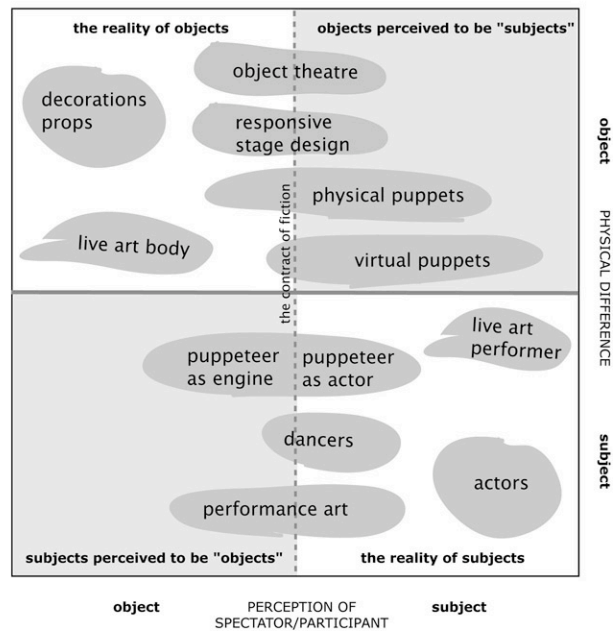 the reality of objects
objects perceived to be "subjects"
object theatre
decorations
props
responsive
stage design
physical puppets
live art body
virtual puppets
the contract of fiction
object
PHYSICAL DIFFERENCE
subject
live art
performer
puppeteer
as engine
puppeteer
as actor
dancers
actors
performance art
subjects perceived to be "objects"
the reality of subjects
object
PERCEPTION OF
SPECTATOR/PARTICIPANT
subject